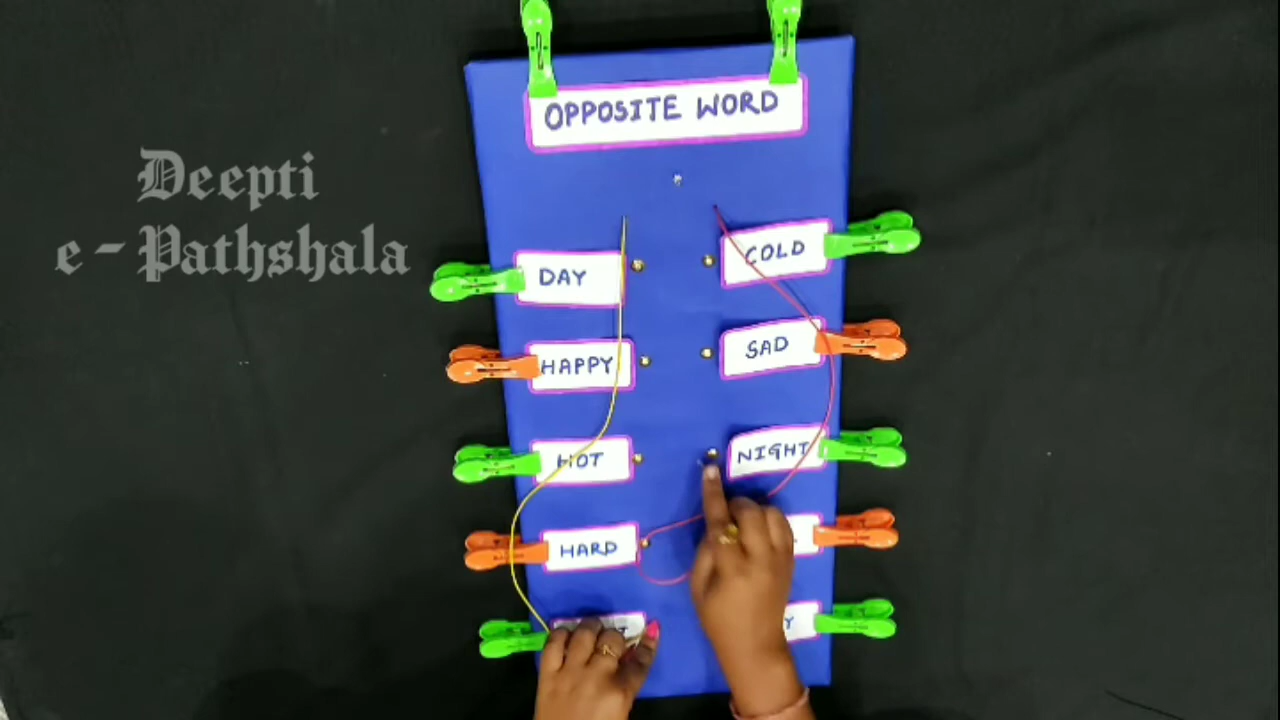 OPPOSITE WORD
Deepti
e-Pathshala
DAY
COLD
HAPPY
SAD
HOT
NIGHT
HARD